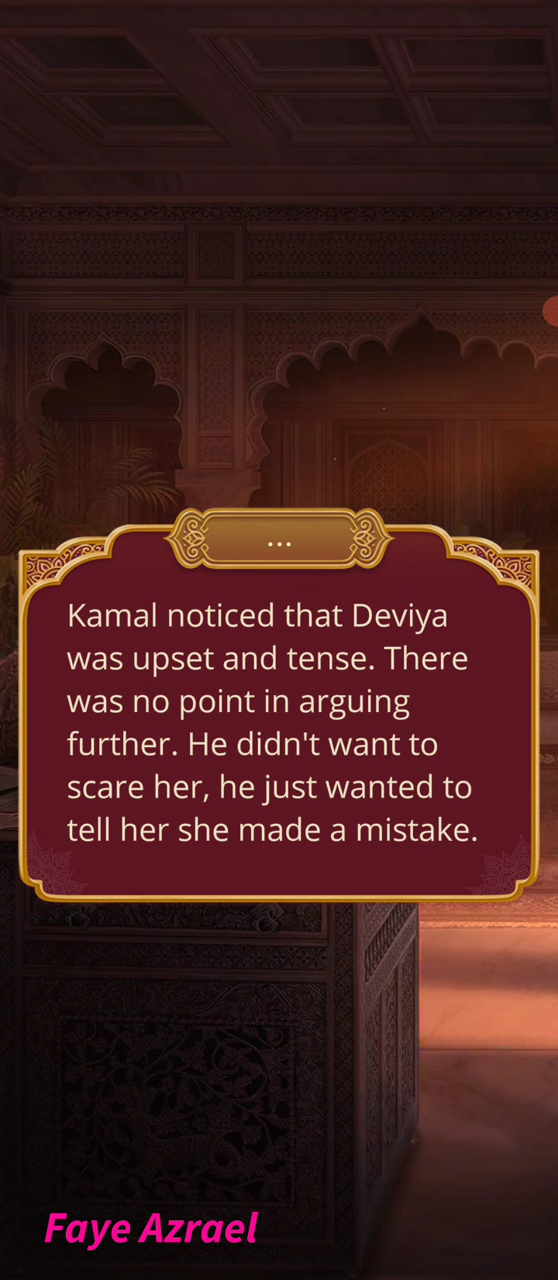 ...
Kamal noticed that Deviya
was upset and tense. There
was no point in arguing
further. He didn't want to
scare her, he just wanted to
tell her she made a mistake.
Faye Azrael